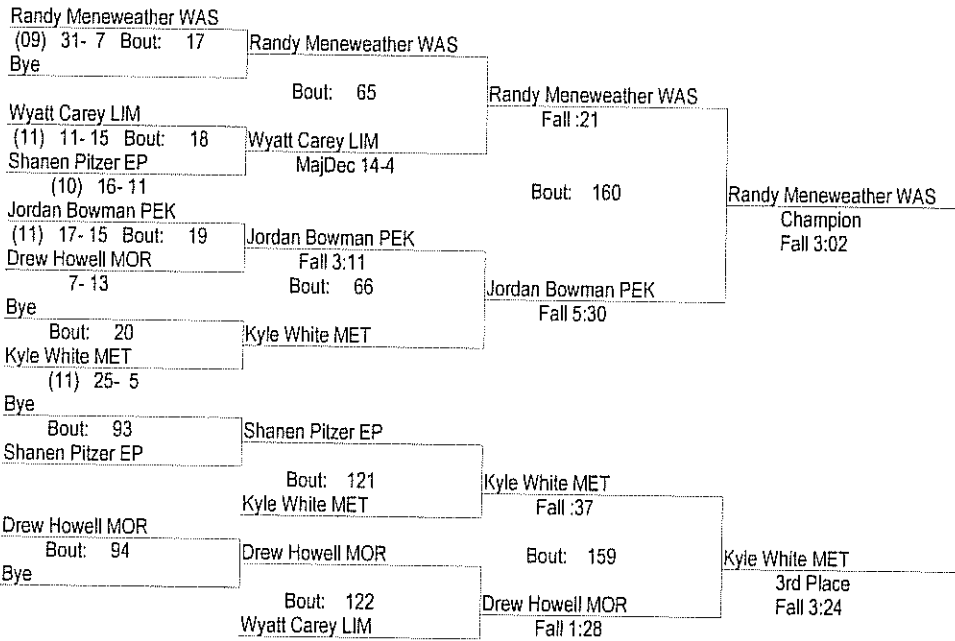 Randy Meneweather WAS
(09) 31- 7 Bout: 17
Bye
Randy Meneweather WAS
Bout: 65
Wyatt Carey LIM
(11) 11- 15 Bout: 18
Shanen Pitzer EP
(10) 16- 11
Wyatt Carey LIM
MajDec 14-4
Randy Meneweather WAS
Fall :21
Bout: 160
Randy Meneweather WAS
Champion
Fall 3:02
Jordan Bowman PEK
(11) 17- 15 Bout: 19
Drew Howell MOR
7- 13
Jordan Bowman PEK
Fall 3:11
Bout: 66
Jordan Bowman PEK
Fall 5:30
Bye
Bout: 20
Kyle White MET
(11) 25- 5
Kyle White MET
Bye
Bout: 93
Shanen Pitzer EP
Shanen Pitzer EP
Bout: 121
Kyle White MET
Kyle White MET
Fall :37
Drew Howell MOR
Bout: 94
Bye
Drew Howell MOR
Bout: 122
Wyatt Carey LIM
Bout: 159
Drew Howell MOR
Fall 1:28
Kyle White MET
3rd Place
Fall 3:24